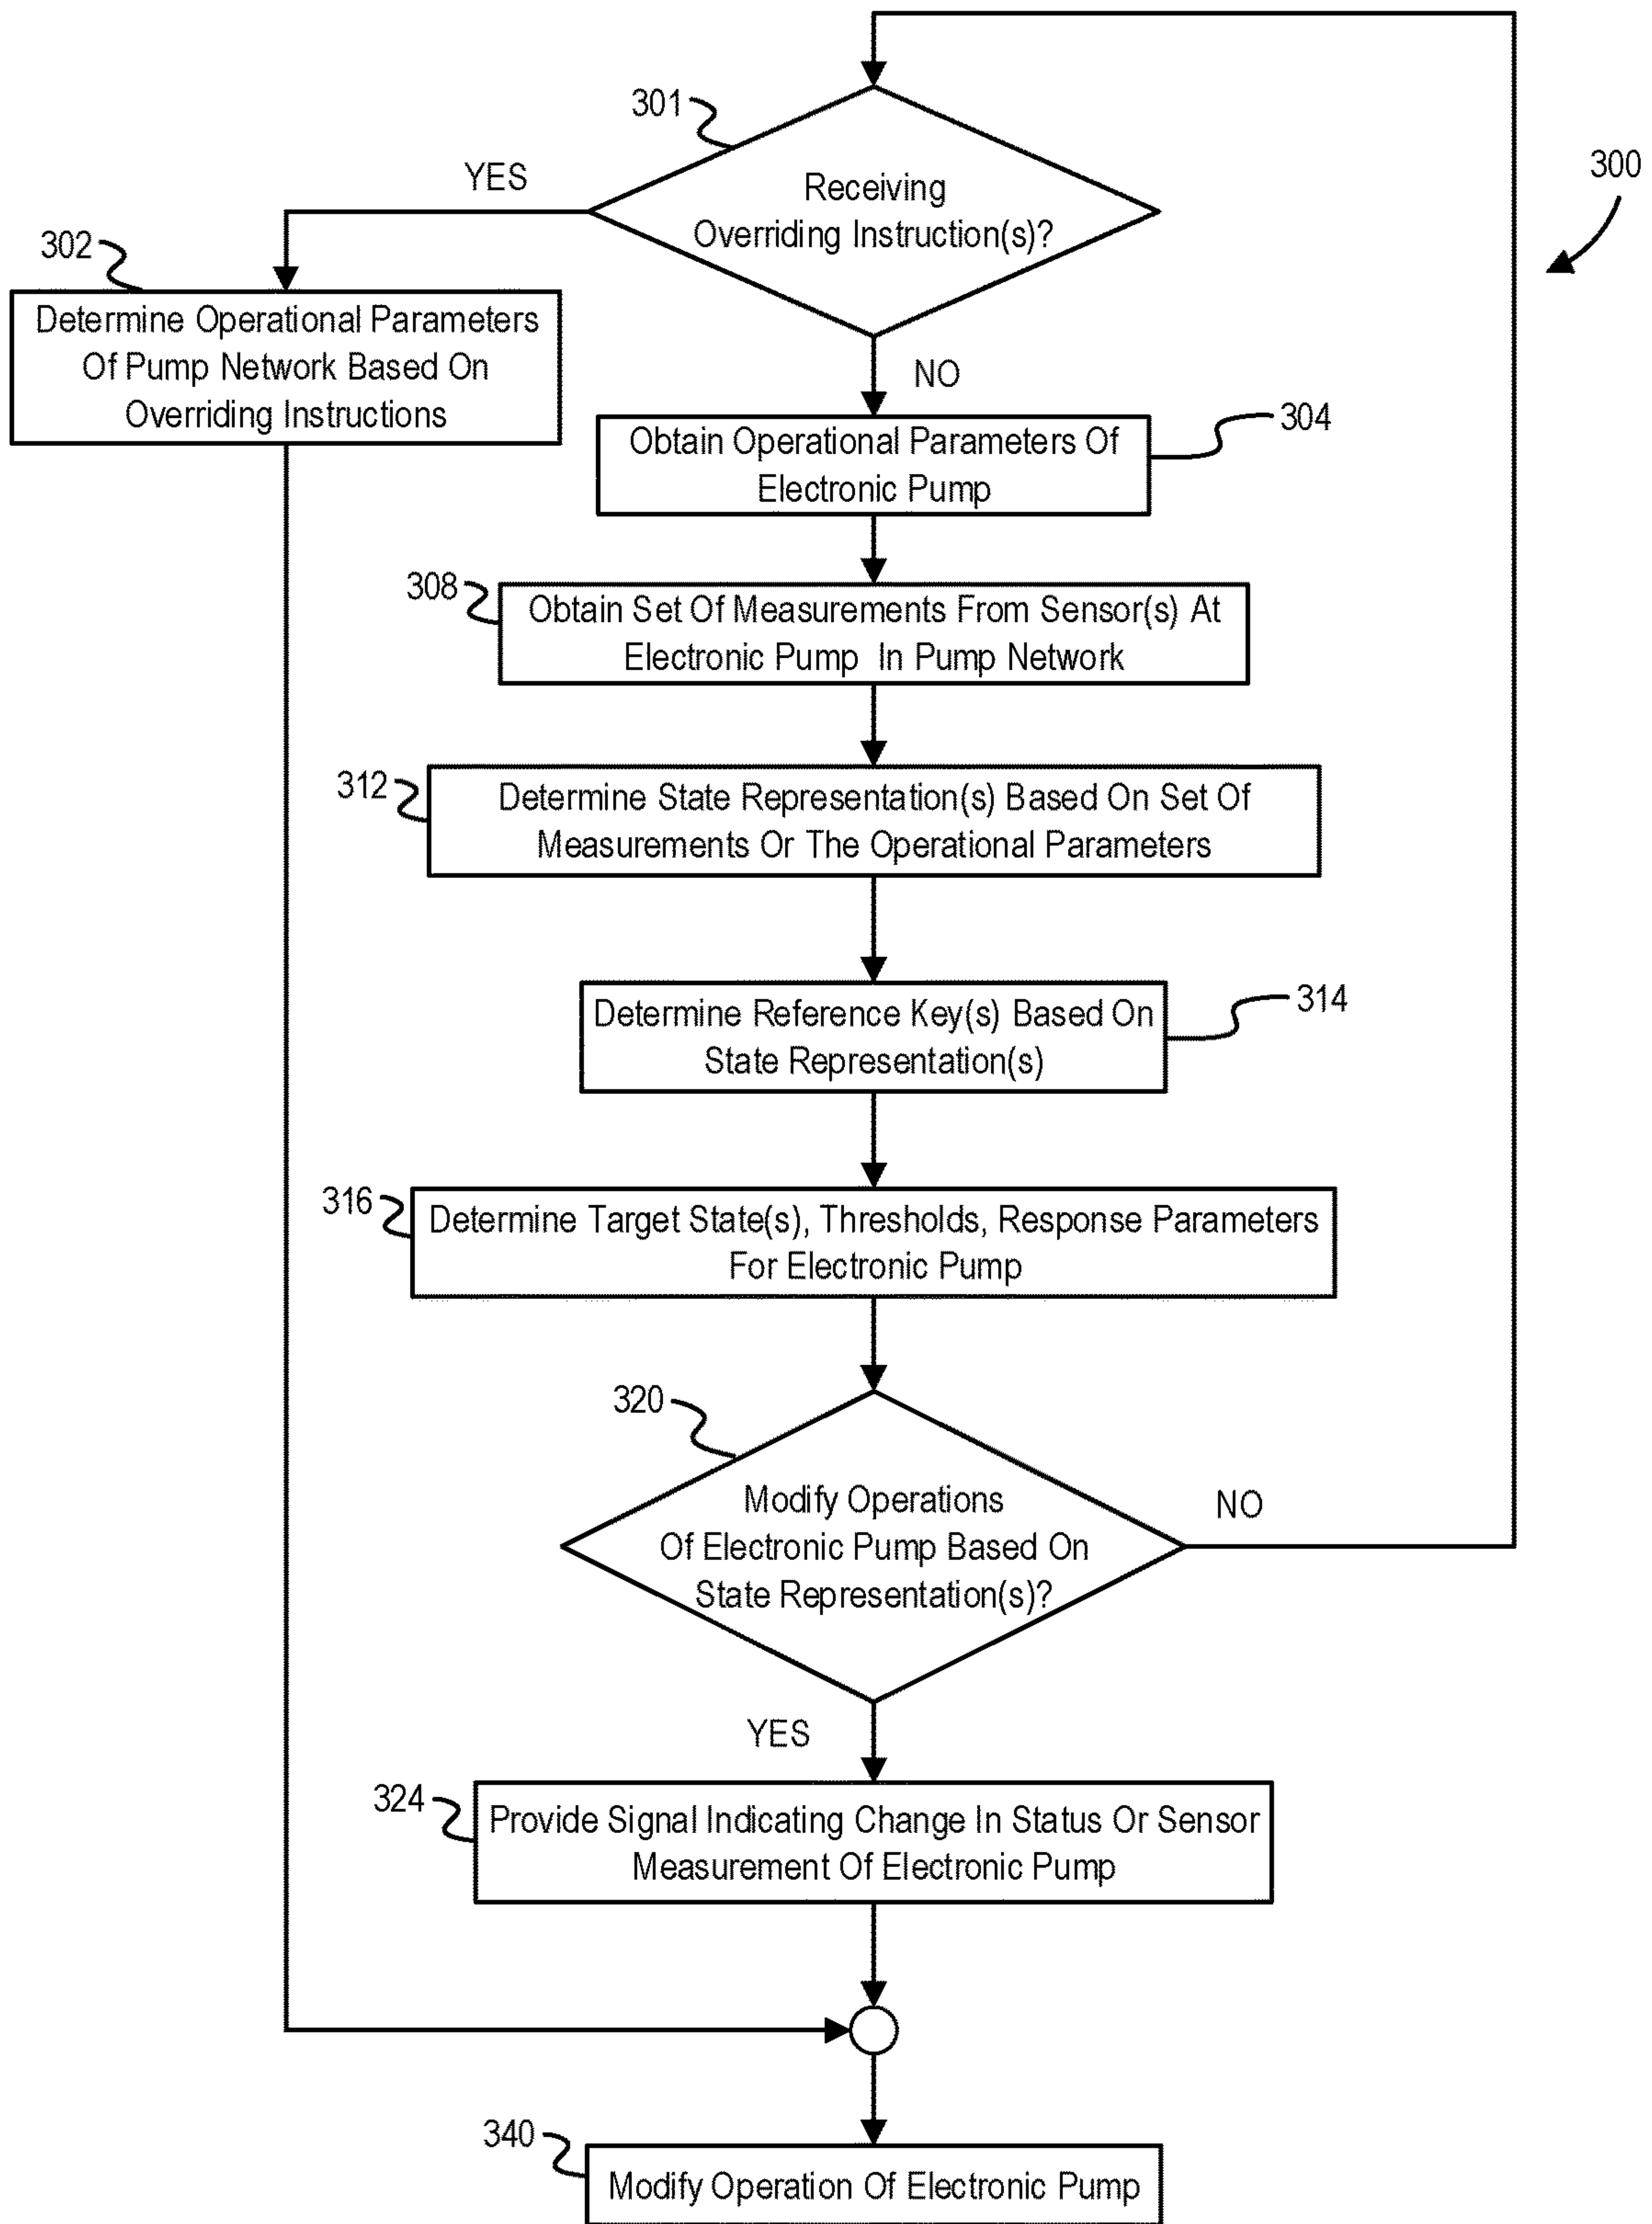 301
Receiving
Overriding Instruction(s)?
300
YES
302
Determine Operational Parameters
Of Pump Network Based On
Overriding Instructions
NO
304
Obtain Operational Parameters Of
Electronic Pump
308
Obtain Set Of Measurements From Sensor(s) At
Electronic Pump In Pump Network
312
Determine State Representation(s) Based On Set Of
Measurements Or The Operational Parameters
314
Determine Reference Key(s) Based On
State Representation(s)
316
Determine Target State(s), Thresholds, Response Parameters
For Electronic Pump
320
Modify Operations
Of Electronic Pump Based On
State Representation(s)?
NO
YES
324
Provide Signal Indicating Change In Status Or Sensor
Measurement Of Electronic Pump
340
Modify Operation Of Electronic Pump